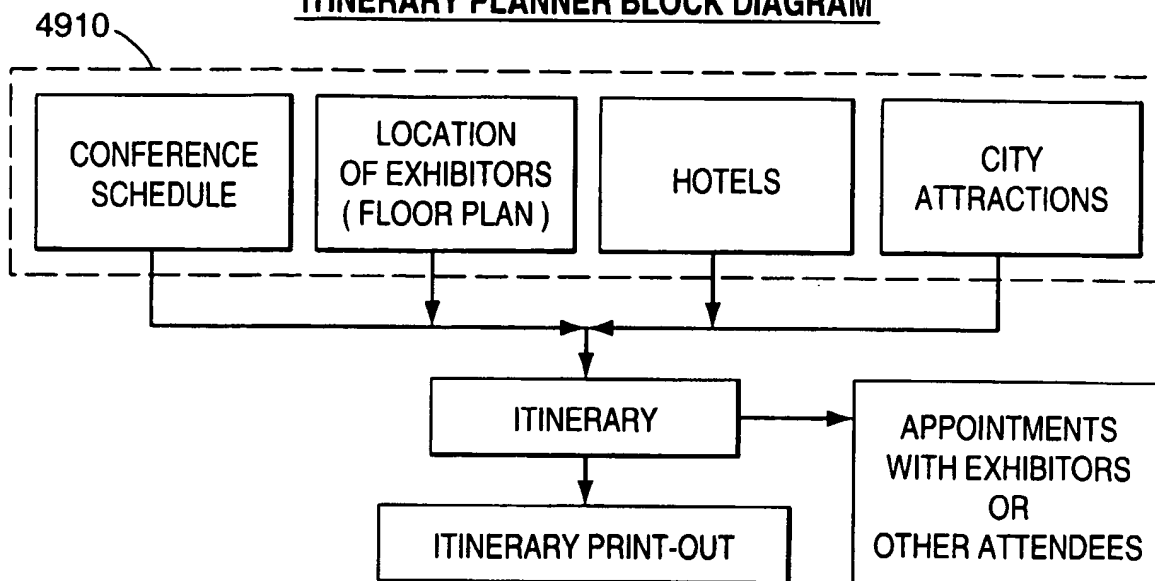 ITINERARY PLANNER BLOCK DIAGRAM
4910
CONFERENCE
SCHEDULE
LOCATION
OF EXHIBITORS
( FLOOR PLAN )
HOTELS
CITY
ATTRACTIONS
ITINERARY
APPOINTMENTS
WITH EXHIBITORS
OR
OTHER ATTENDEES
ITINERARY PRINT-OUT